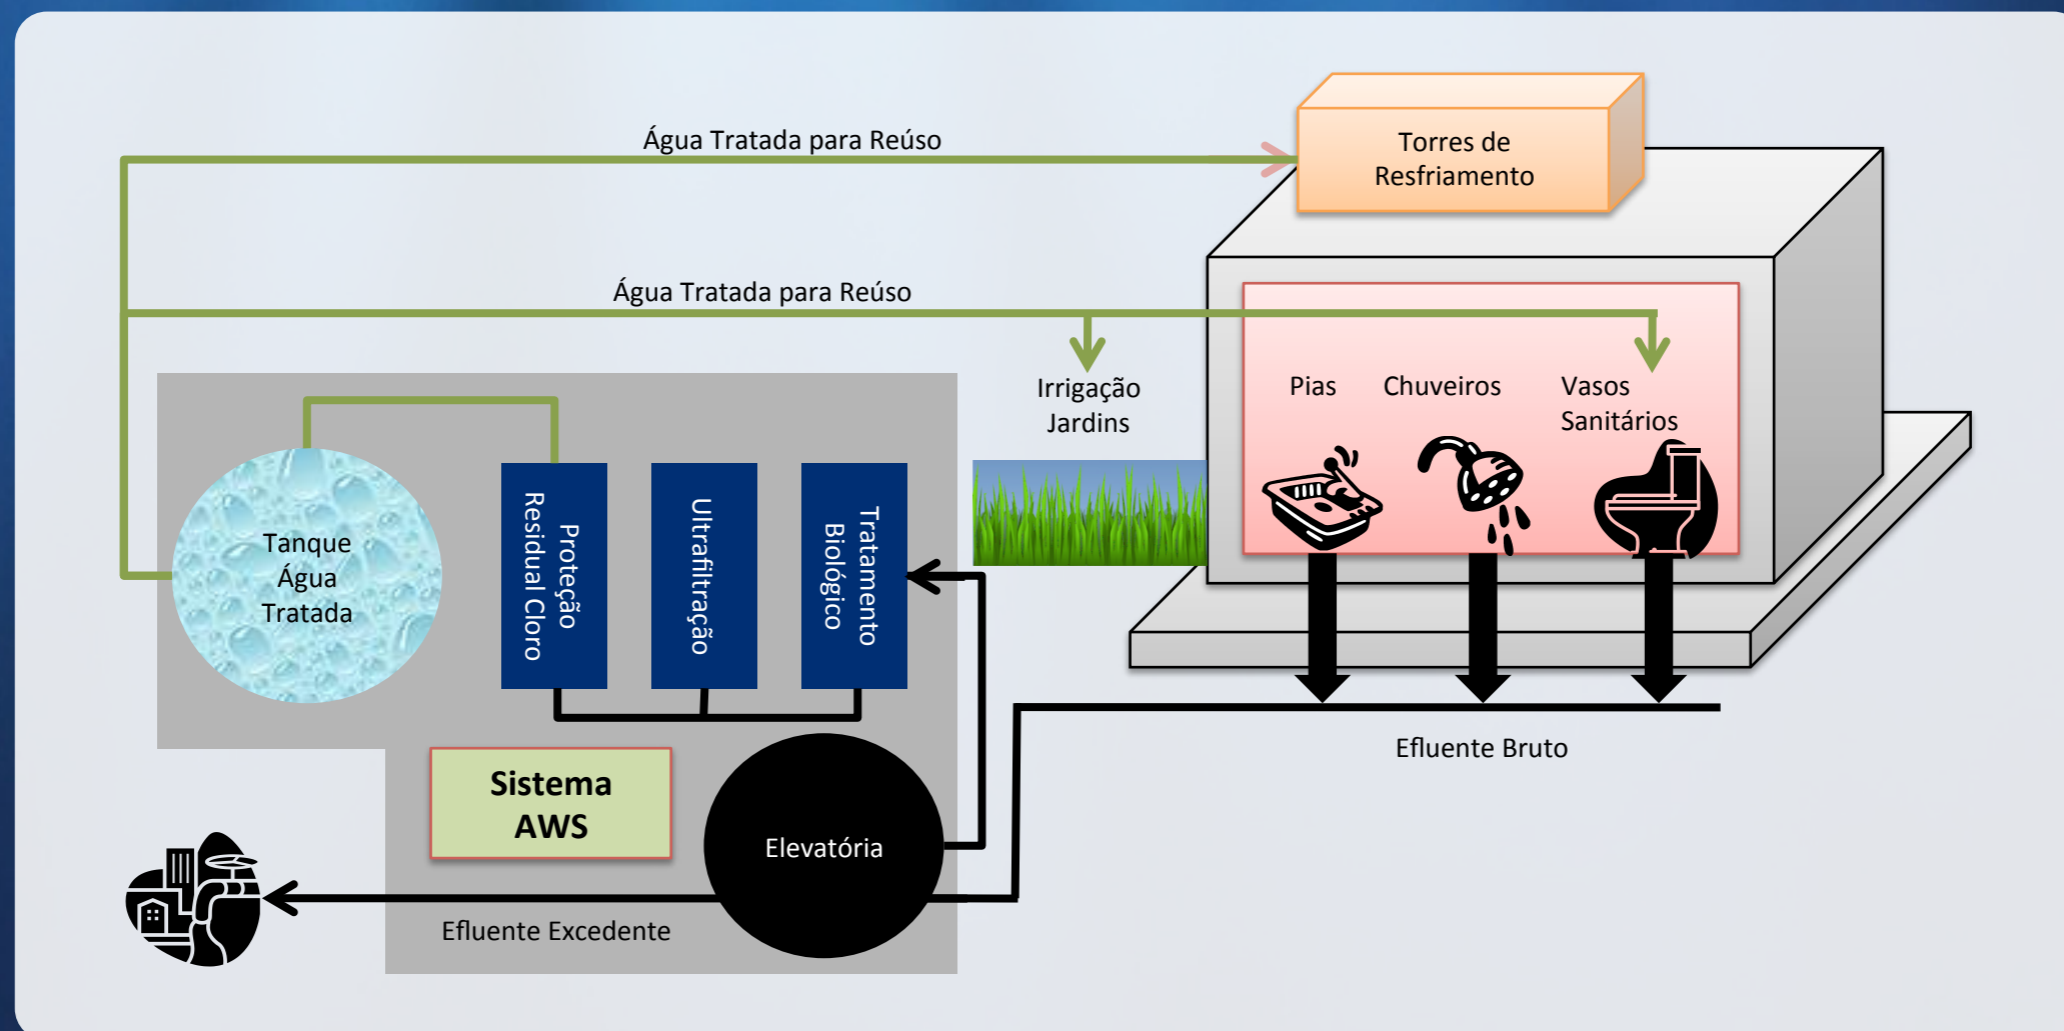 Água Tratada para Reúso
Torres de
Resfriamento
Água Tratada para Reúso
Irrigação
Jardins
Pias
Chuveiros
Vasos
Sanitários
Tanque
Água
Tratada
Proteção
Residual Cloro
Ultrafiltração
Tratamento
Biológico
Efluente Bruto
Sistema
AWS
Elevatória
Efluente Excedente